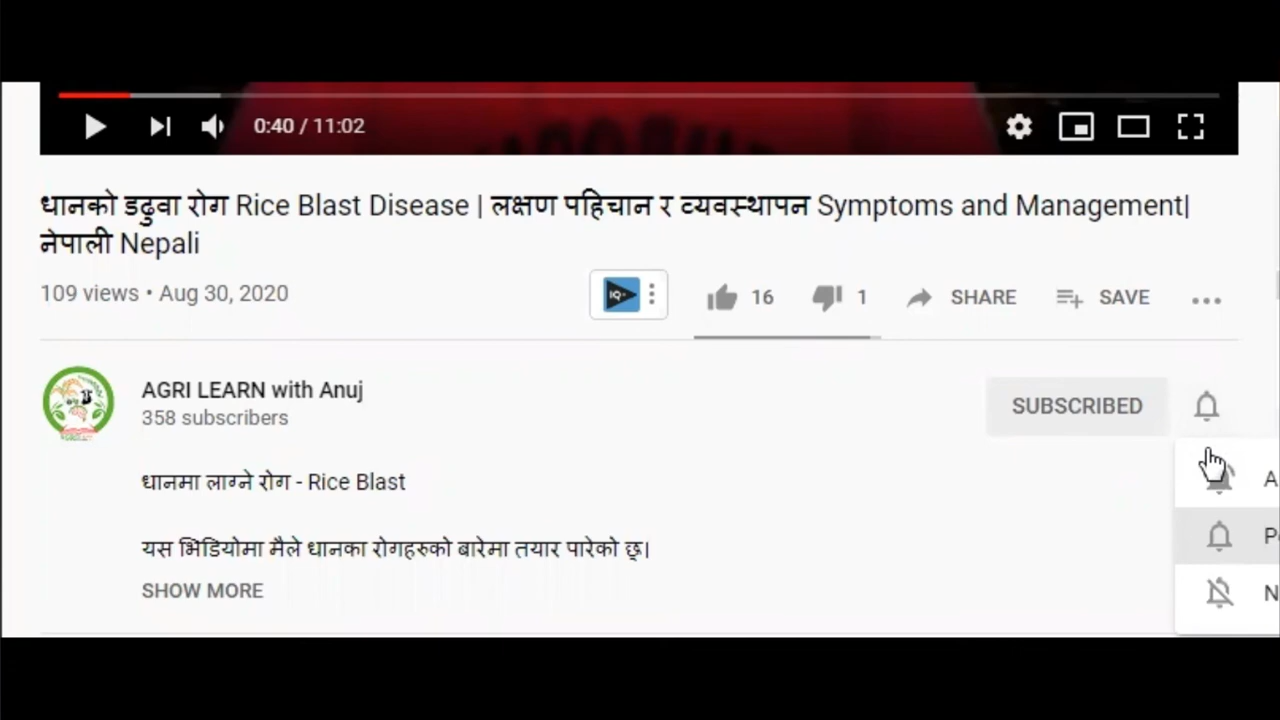 0:40 / 11:02
धानको डढुवा रोग Rice Blast Disease | लक्षण पहिचान र व्यवस्थापन Symptoms and Management|
नेपाली Nepali
109 views • Aug 30, 2020
IQ
16
1
SHARE
SAVE
AGRI LEARN with Anuj
358 subscribers
SUBSCRIBED
धानमा लाग्ने रोग - Rice Blast
A
यस भिडियोमा मैले धानका रोगहरुको बारेमा तयार पारेको छु।
P
SHOW MORE
N